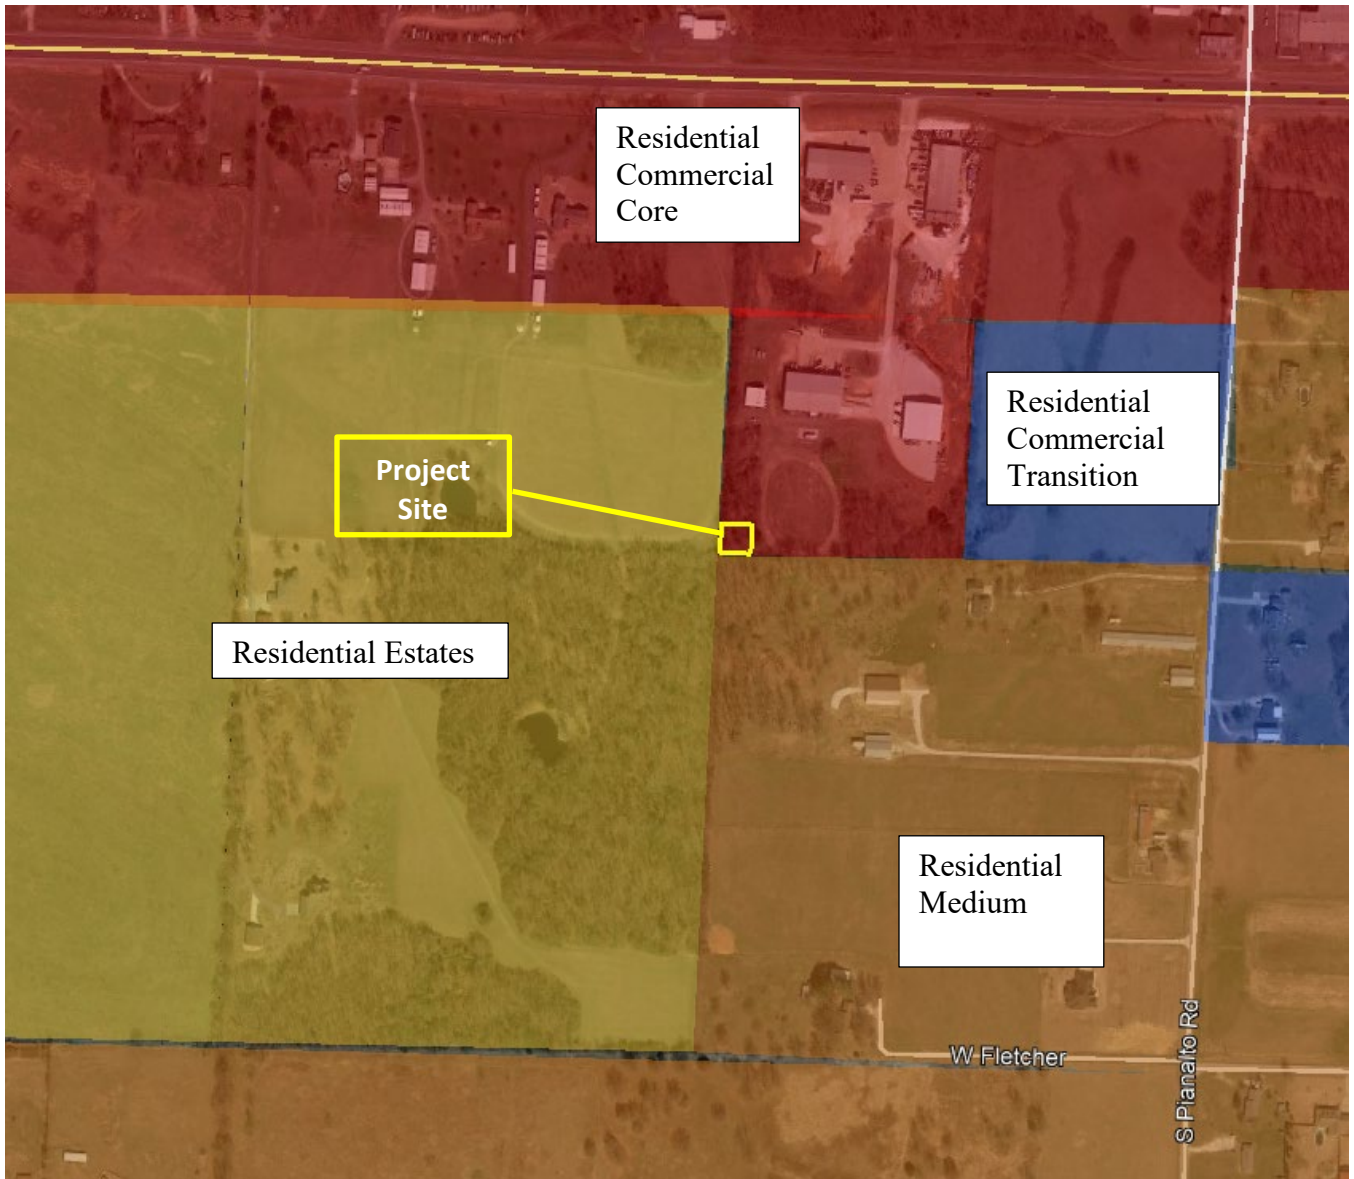 Residential
Commercial
Core
Residential
Commercial
Transition
Project
Site
Residential Estates
Residential
Medium
W Fletcher
S Pianalto Rd